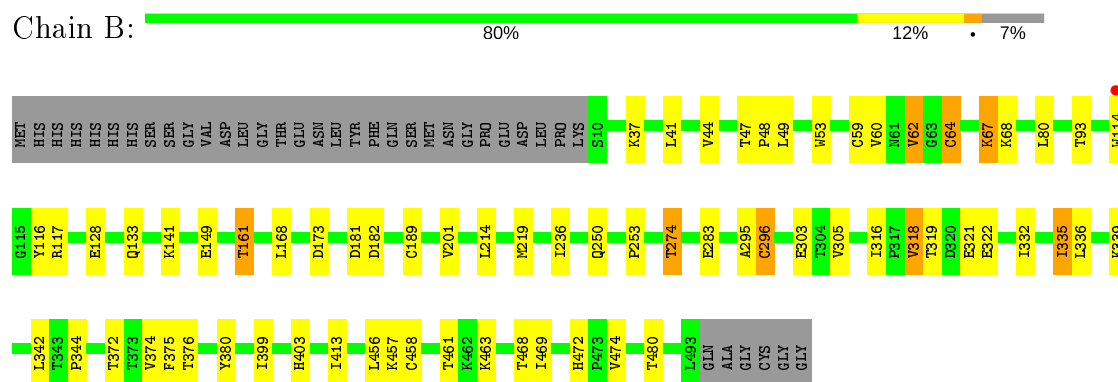 Chain B:
80% 12% • 7%
MET HIS HIS HIS HIS HIS HIS SER SER GLY VAL ASP LEU GLY THR GLU ASN LEU TYR PHE GLN SER MET ASN GLY PRO GLU ASP LEU PRO LYS S10 K37 L41 V44 T47 P48 L49 W53 C59 V60 N61 V62 G63 C64 K67 K68 L80 T93 W114
G115 Y116 R117 E128 Q133 K141 E149 T161 L168 D173 D181 D182 C189 V201 L214 M219 I236 Q250 P253 T274 E283 A295 C296 E303 T304 V305 I316 P317 V318 T319 D320 E321 E322 I332 I335 L336 K339
L342 T343 P344 T372 T373 V374 F375 T376 Y380 I399 H403 I413 L456 K457 C458 T461 K462 K463 T468 I469 H472 P473 V474 T480 L493 GLN ALA GLY CYS GLY GLY